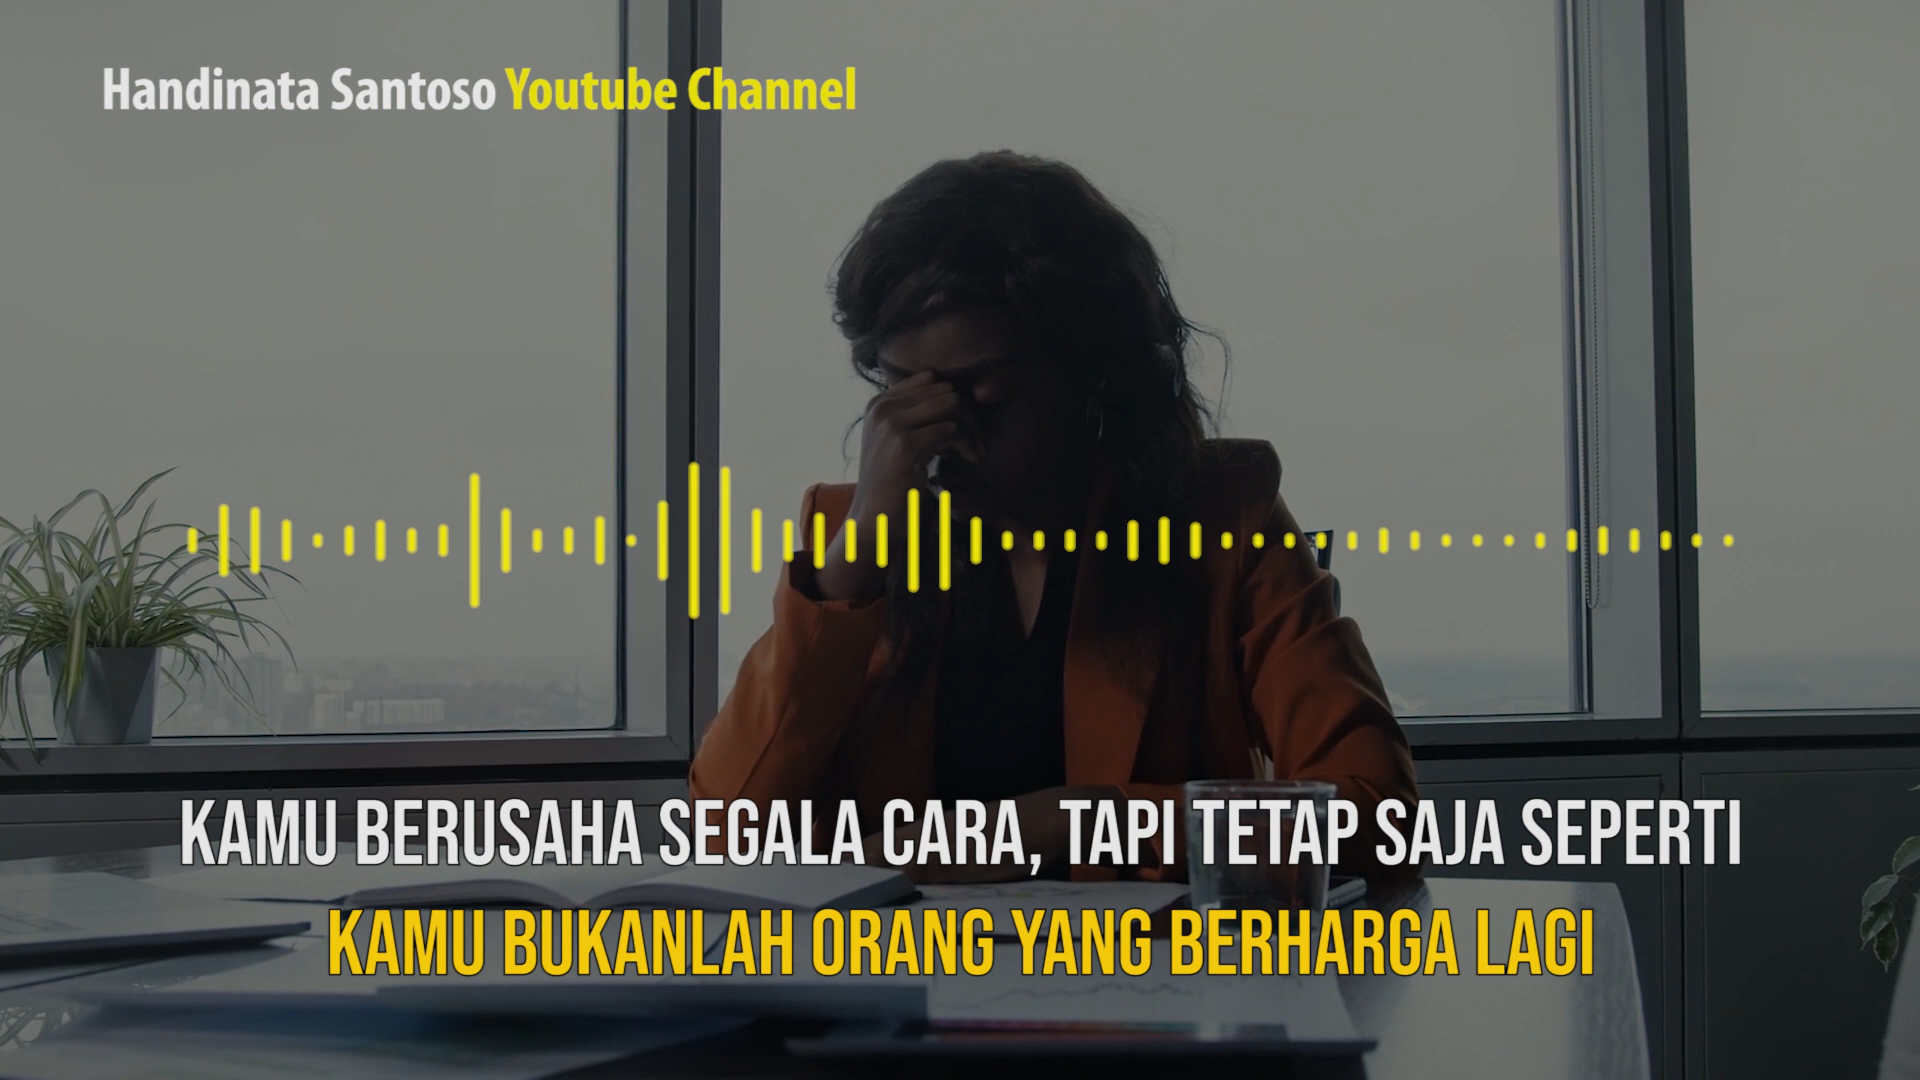 Handinata Santoso Youtube Channel
KAMU BERUSAHA SEGALA CARA, TAPI TETAP SAJA SEPERTI
KAMU BUKANLAH ORANG YANG BERHARGA LAGI